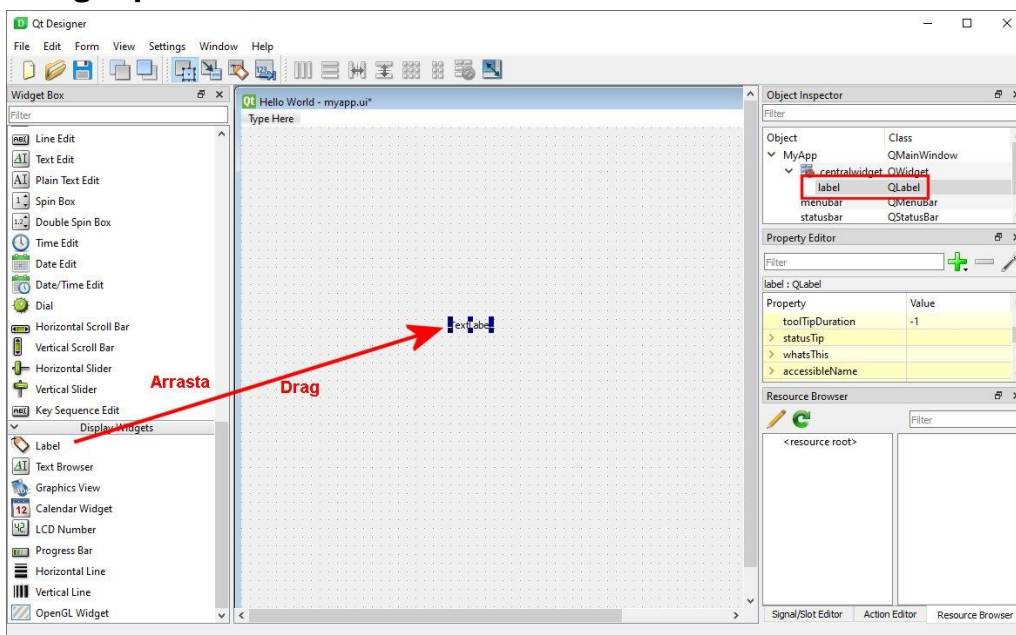 Qt Designer
File Edit Form View Settings Window Help
Widget Box
Filter
Line Edit
Text Edit
Plain Text Edit
Spin Box
Double Spin Box
Time Edit
Date Edit
Date/Time Edit
Dial
Horizontal Scroll Bar
Vertical Scroll Bar
Horizontal Slider
Vertical Slider
Key Sequence Edit
Display Widgets
Label
Text Browser
Graphics View
Calendar Widget
LCD Number
Progress Bar
Horizontal Line
Vertical Line
OpenGL Widget
Hello World - myapp.ui*
Type Here
TextLabel
Arrasta
Drag
Object Inspector
Filter
Object Class
MyApp QMainWindow
centralwidget QWidget
label QLabel
menubar QMenuBar
statusbar QStatusBar
Property Editor
Filter
label : QLabel
Property Value
toolTipDuration -1
statusTip
whatsThis
accessibleName
Resource Browser
Filter
<resource root>
Signal/Slot Editor Action Editor Resource Browser